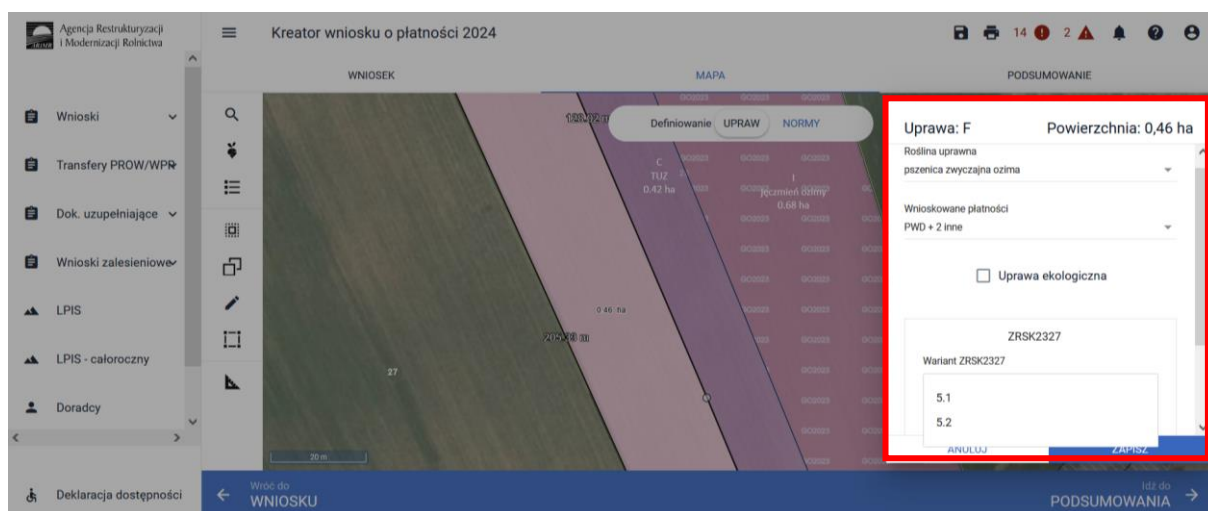 Agencja Restrukturyzacji
i Modernizacji Rolnictwa
ARiMR
Kreator wniosku o płatności 2024
14
2
WNIOSEK
MAPA
PODSUMOWANIE
Wnioski
Transfery PROW/WPR
Dok. uzupełniające
Wnioski zalesieniowe
LPIS
LPIS - całoroczny
Doradcy
Deklaracja dostępności
Definiowanie UPRAW NORMY
C
TUZ
0.42 ha
I
jęczmień ozimy
0.68 ha
GO2023
0.46 ha
27
20 m
Uprawa: F
Powierzchnia: 0,46 ha
Roślina uprawna
pszenica zwyczajna ozima
Wnioskowane płatności
PWD + 2 inne
Uprawa ekologiczna
ZRSK2327
Wariant ZRSK2327
5.1
5.2
ANULUJ
ZAPISZ
Wróć do
WNIOSKU
Idź do
PODSUMOWANIA